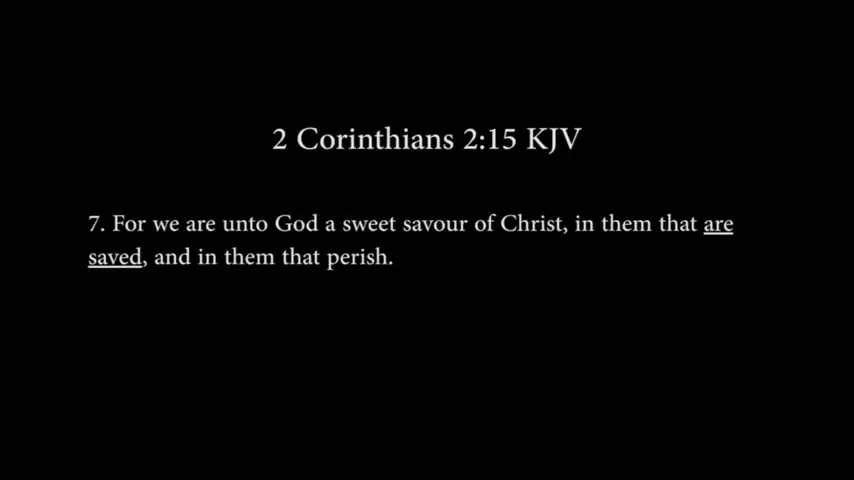 2 Corinthians 2:15 KJV
7. For we are unto God a sweet savour of Christ, in them that are
saved, and in them that perish.